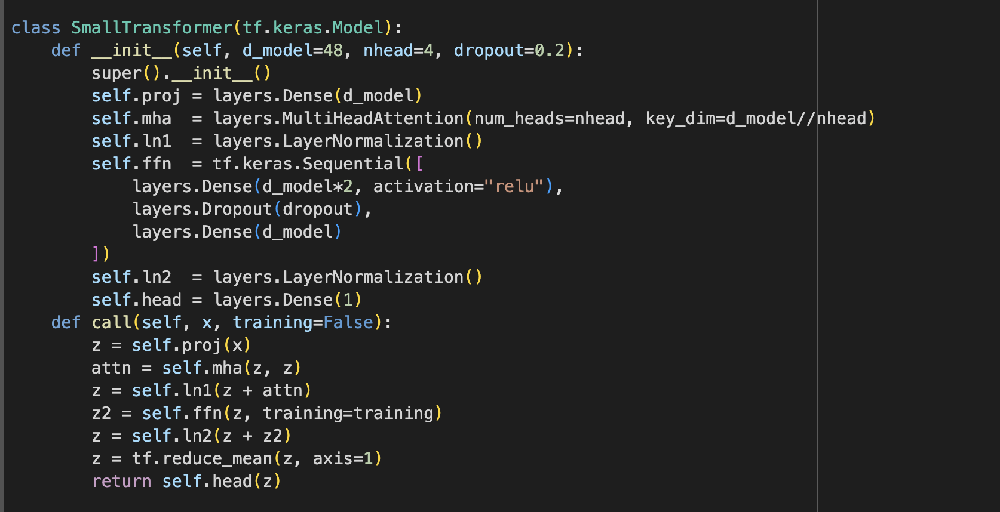 class SmallTransformer(tf.keras.Model):
    def __init__(self, d_model=48, nhead=4, dropout=0.2):
        super().__init__()
        self.proj = layers.Dense(d_model)
        self.mha  = layers.MultiHeadAttention(num_heads=nhead, key_dim=d_model//nhead)
        self.ln1  = layers.LayerNormalization()
        self.ffn  = tf.keras.Sequential([
            layers.Dense(d_model*2, activation="relu"),
            layers.Dropout(dropout),
            layers.Dense(d_model)
        ])
        self.ln2  = layers.LayerNormalization()
        self.head = layers.Dense(1)
    def call(self, x, training=False):
        z = self.proj(x)
        attn = self.mha(z, z)
        z = self.ln1(z + attn)
        z2 = self.ffn(z, training=training)
        z = self.ln2(z + z2)
        z = tf.reduce_mean(z, axis=1)
        return self.head(z)